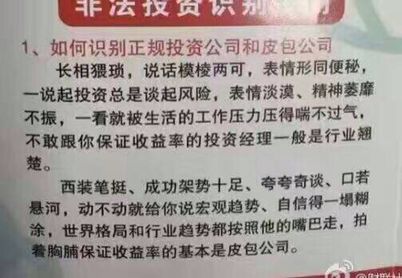 非法投资识别
1、如何识别正规投资公司和皮包公司
长相猥琐,说话模棱两可,表情形同便秘,
一说起投资总是谈起风险,表情淡漠、精神萎靡
不振,一看就被生活的工作压力压得喘不过气,
不敢跟你保证收益率的投资经理一般是行业翘
楚。
西装笔挺、成功架势十足、夸夸奇谈、口若
悬河,动不动就给你说宏观趋势、自信得一塌糊
涂,世界格局和行业趋势都按照他的嘴巴走,拍
着胸脯保证收益率的基本是皮包公司。